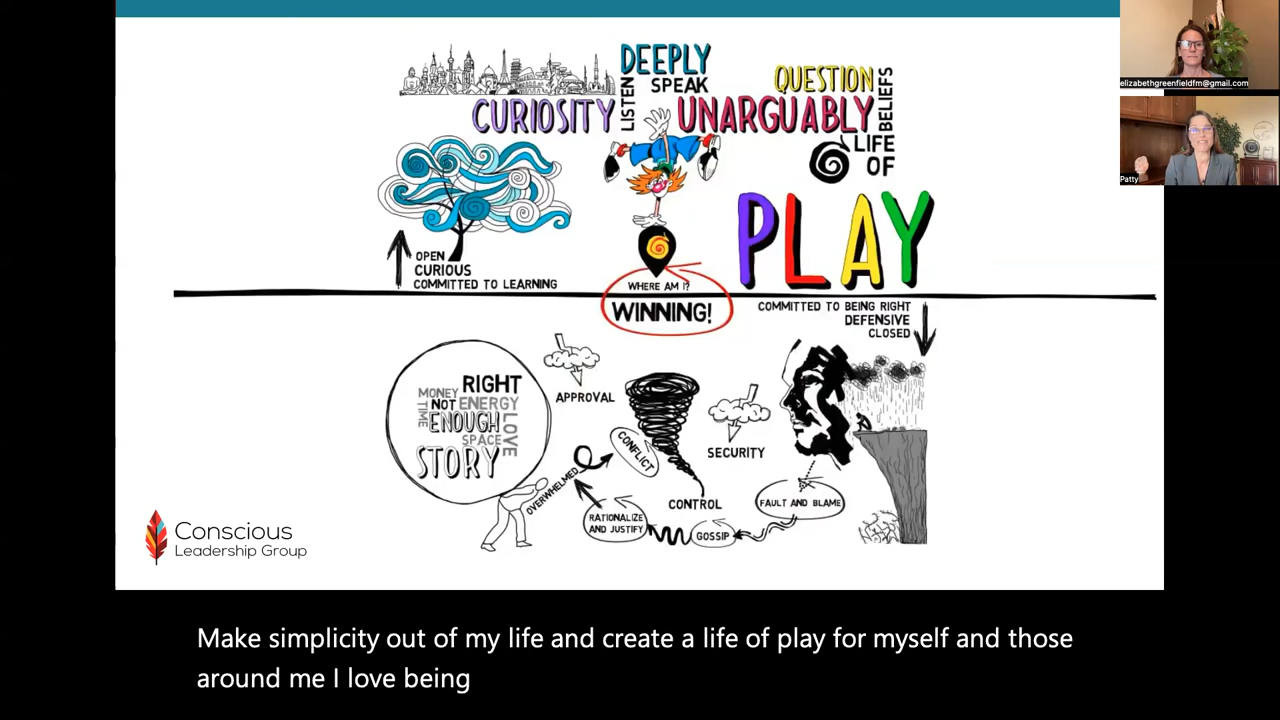 DEEPLY
LISTEN
SPEAK
CURIOSITY
UNARGUABLY
QUESTION
BELIEFS
LIFE
OF
PLAY
OPEN
CURIOUS
COMMITTED TO LEARNING
WHERE AM I?
WINNING!
COMMITTED TO BEING RIGHT
DEFENSIVE
CLOSED
MONEY
RIGHT
TIME
NOT ENERGY
ENOUGH
LOVE
SPACE
STORY
OVERWHELMED
APPROVAL
CONFLICT
CONTROL
SECURITY
RATIONALIZE
AND JUSTIFY
GOSSIP
FAULT AND BLAME
Conscious
Leadership Group
elizabethgreenfieldfm@gmail.com
Patty
Make simplicity out of my life and create a life of play for myself and those
around me I love being